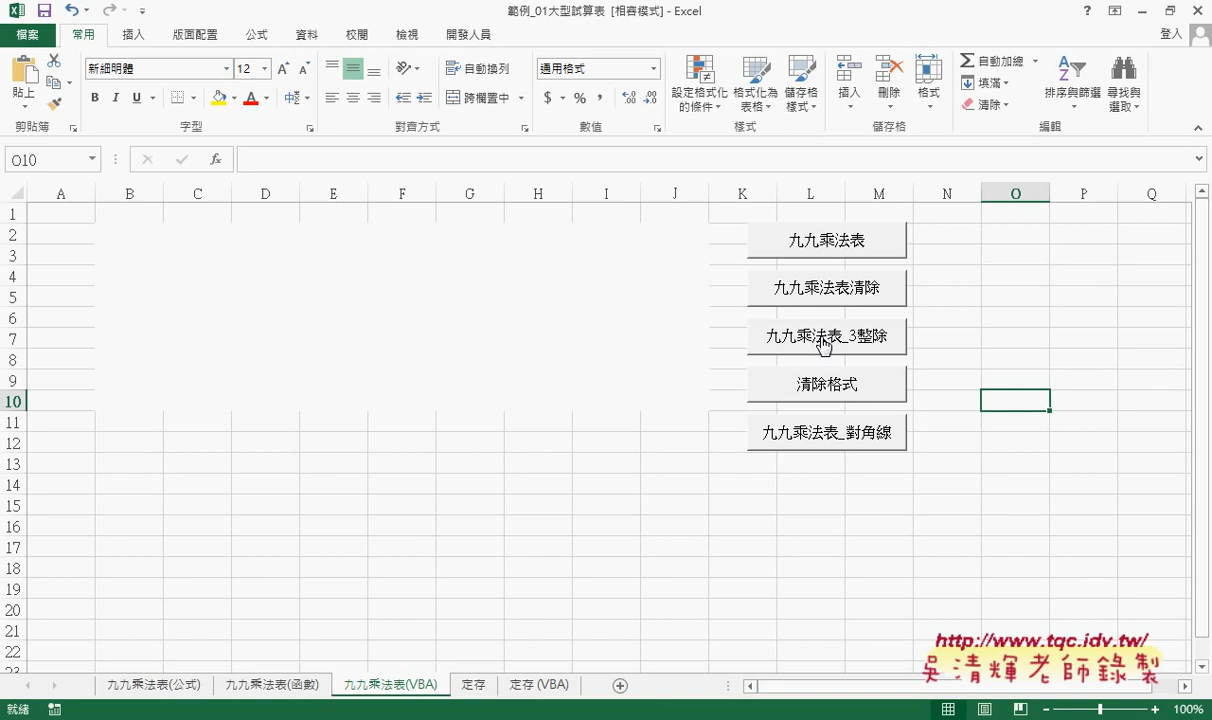 範例_01大型試算表 [相容模式] - Excel
檔案 常用 插入 版面配置 公式 資料 校閱 檢視 開發人員 登入
新細明體 12 自動換列 通用格式 自動加總
貼上 B I U 跨欄置中 $ % , 設定格式化的條件 格式化為表格 儲存格樣式 插入 刪除 格式 填滿 清除 排序與篩選 尋找與選取
剪貼簿 字型 對齊方式 數值 樣式 儲存格 編輯
O10 fx
A B C D E F G H I J K L M N O P Q
1
2 九九乘法表
3
4 九九乘法表清除
5
6
7 九九乘法表_3整除
8
9 清除格式
10
11 九九乘法表_對角線
12
13
14
15
16
17
18
19
20
21
22
23
http://www.tqc.idv.tw/
吳清輝老師錄製
九九乘法表(公式) 九九乘法表(函數) 九九乘法表(VBA) 定存 定存 (VBA)
就緒 100%